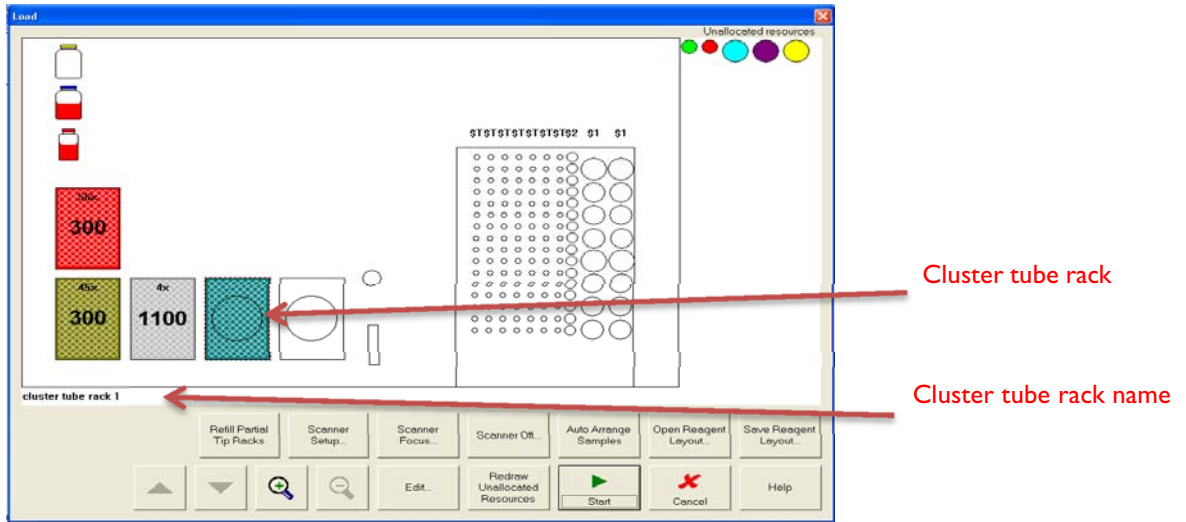 Load
Unallocated resources
$T$T$T$T$T$T$T$2 $1 $1
300
45x
300
4x
1100
Cluster tube rack
cluster tube rack 1
Cluster tube rack name
Refill Partial
Tip Racks
Scanner
Setup...
Scanner
Focus...
Scanner Off...
Auto Arrange
Samples
Open Reagent
Layout...
Save Reagent
Layout...
Edit...
Redraw
Unallocated
Resources
Start
Cancel
Help